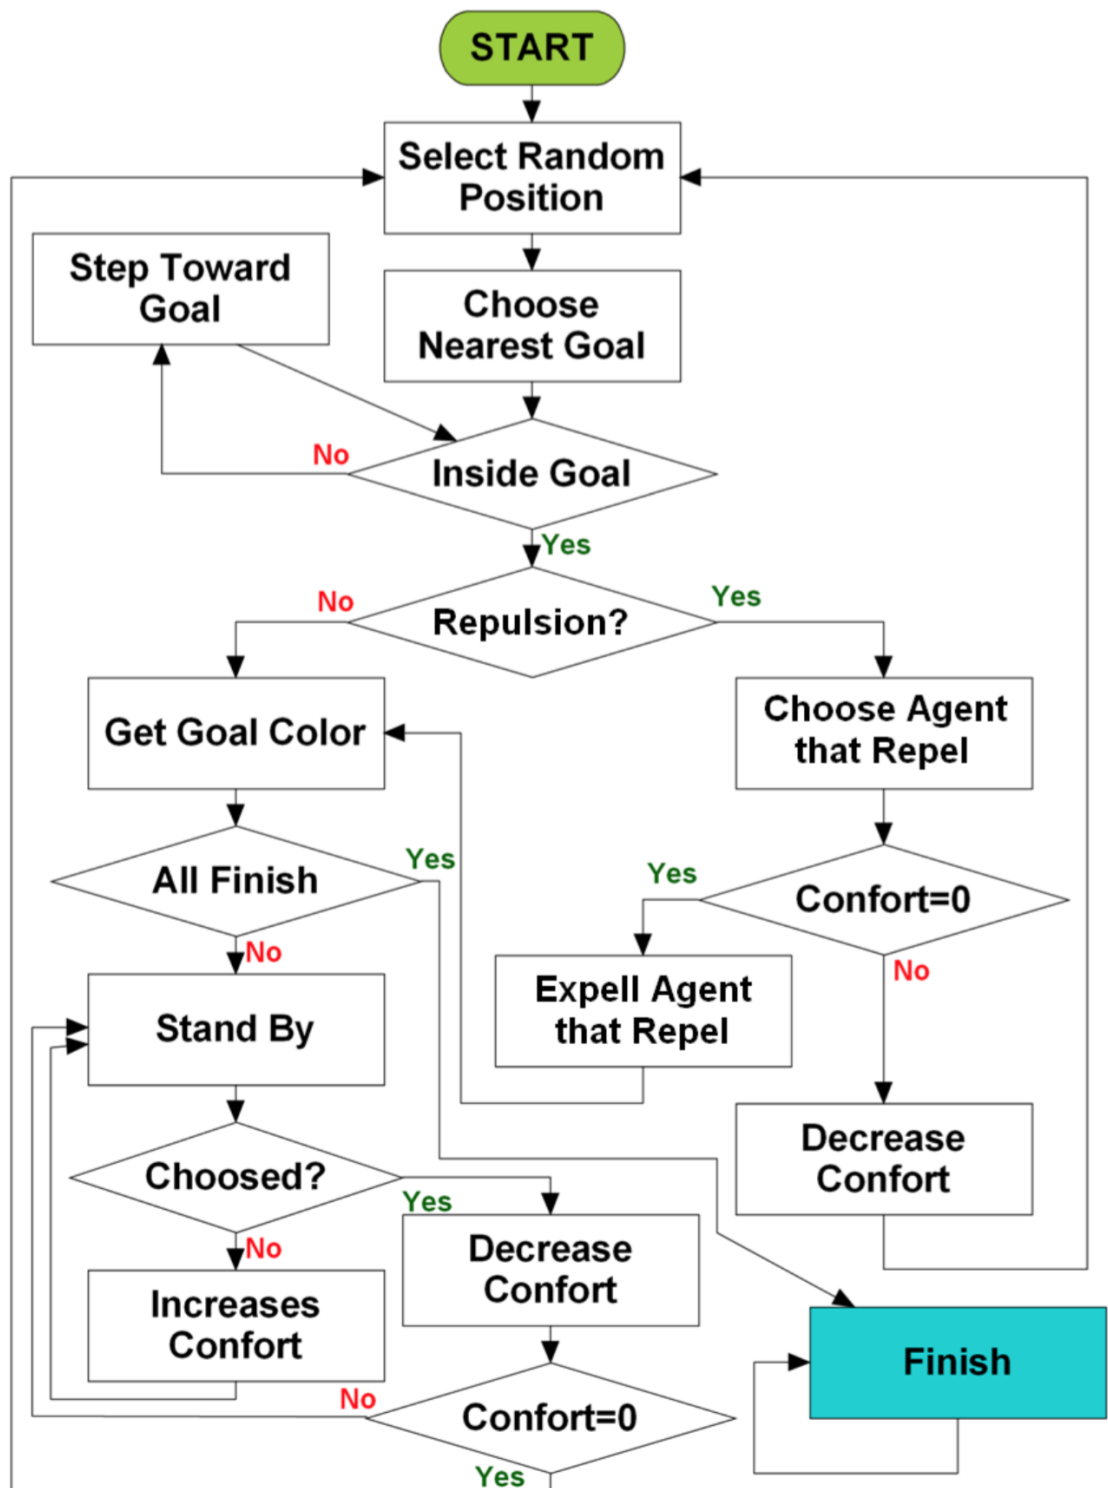 START
Select Random
Position
Step Toward
Goal
Choose
Nearest Goal
No
Inside Goal
Yes
No
Yes
Repulsion?
Get Goal Color
Choose Agent
that Repel
Yes
Yes
All Finish
Confort=0
No
No
Expell Agent
that Repel
Stand By
Choosed?
Yes
Decrease
Confort
No
Decrease
Confort
Increases
Confort
Finish
No
Confort=0
Yes